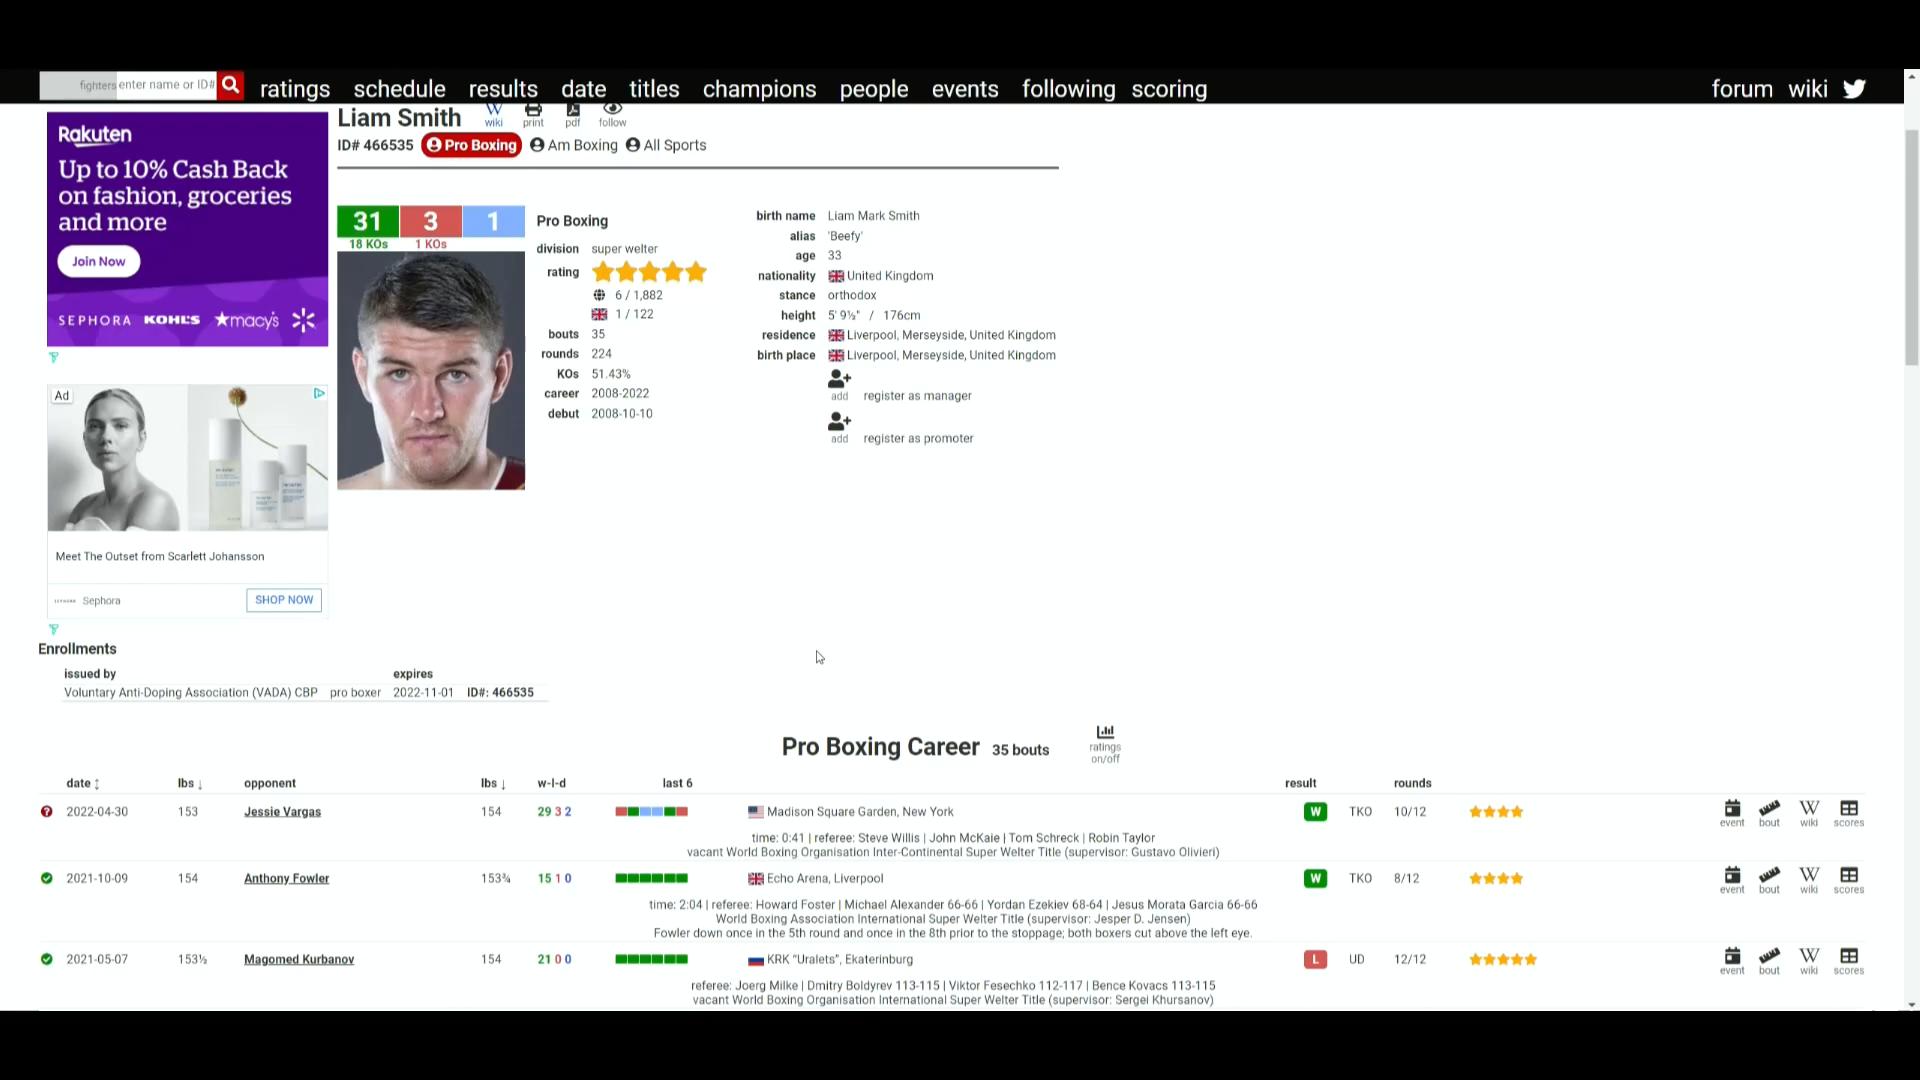 fighters enter name or ID# ratings schedule results date titles champions people events following scoring forum wiki
Rakuten
Up to 10% Cash Back
on fashion, groceries
and more
Join Now
SEPHORA KOHL'S macy's
Ad
Meet The Outset from Scarlett Johansson
Sephora SHOP NOW
Liam Smith W wiki print pdf follow
ID# 466535 Pro Boxing Am Boxing All Sports
31 3 1
18 KOs 1 KOs
Pro Boxing
division super welter
rating
6 / 1,882
1 / 122
bouts 35
rounds 224
KOs 51.43%
career 2008-2022
debut 2008-10-10
birth name Liam Mark Smith
alias 'Beefy'
age 33
nationality United Kingdom
stance orthodox
height 5' 9½" / 176cm
residence Liverpool, Merseyside, United Kingdom
birth place Liverpool, Merseyside, United Kingdom
add register as manager
add register as promoter
Enrollments
issued by expires
Voluntary Anti-Doping Association (VADA) CBP pro boxer 2022-11-01 ID#: 466535
Pro Boxing Career 35 bouts ratings on/off
date lbs opponent lbs w-l-d last 6 result rounds
2022-04-30 153 Jessie Vargas 154 29 3 2 Madison Square Garden, New York W TKO 10/12 event bout W wiki scores
time: 0:41 | referee: Steve Willis | John McKaie | Tom Schreck | Robin Taylor
vacant World Boxing Organisation Inter-Continental Super Welter Title (supervisor: Gustavo Olivieri)
2021-10-09 154 Anthony Fowler 153¾ 15 1 0 Echo Arena, Liverpool W TKO 8/12 event bout W wiki scores
time: 2:04 | referee: Howard Foster | Michael Alexander 66-66 | Yordan Ezekiev 68-64 | Jesus Morata Garcia 66-66
World Boxing Association International Super Welter Title (supervisor: Jesper D. Jensen)
Fowler down once in the 5th round and once in the 8th prior to the stoppage; both boxers cut above the left eye.
2021-05-07 153½ Magomed Kurbanov 154 21 0 0 KRK "Uralets", Ekaterinburg L UD 12/12 event bout W wiki scores
referee: Joerg Milke | Dmitry Boldyrev 113-115 | Viktor Fesechko 112-117 | Bence Kovacs 113-115
vacant World Boxing Organisation International Super Welter Title (supervisor: Sergei Khursanov)